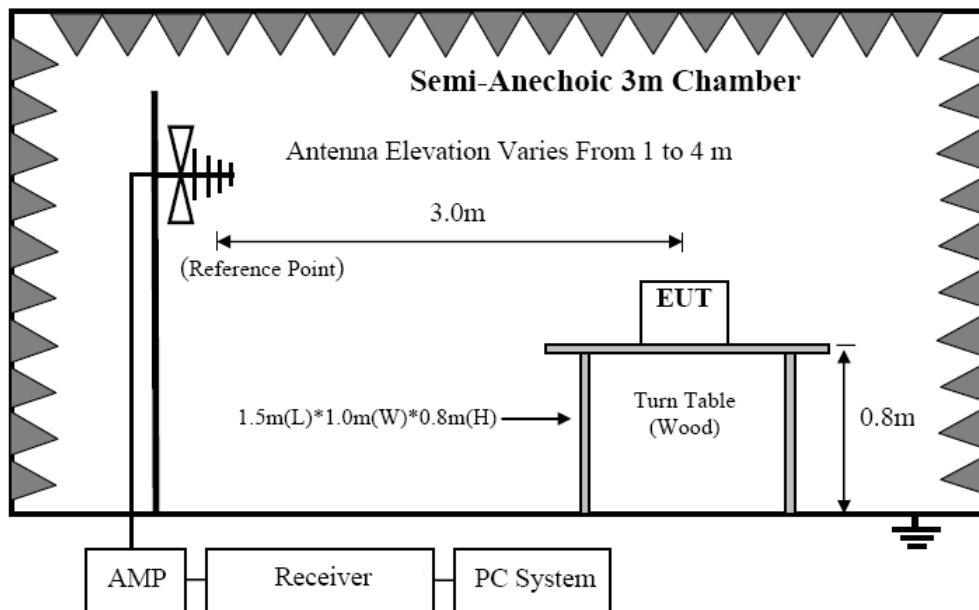 Semi-Anechoic 3m Chamber
Antenna Elevation Varies From 1 to 4 m
3.0m
(Reference Point)
EUT
1.5m(L)*1.0m(W)*0.8m(H)
Turn Table
(Wood)
0.8m
AMP
Receiver
PC System